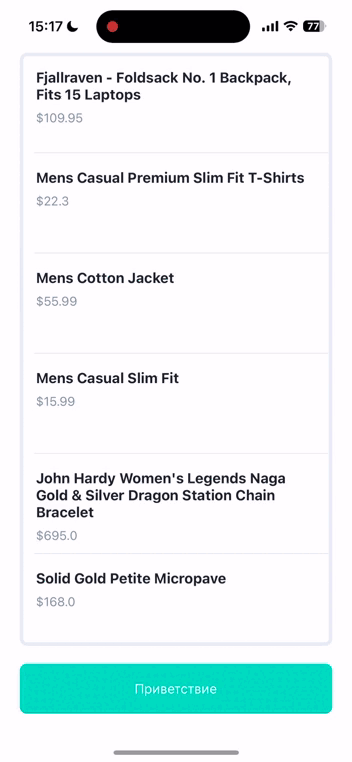 15:17
77
Fjallraven - Foldsack No. 1 Backpack,
Fits 15 Laptops
$109.95
Mens Casual Premium Slim Fit T-Shirts
$22.3
Mens Cotton Jacket
$55.99
Mens Casual Slim Fit
$15.99
John Hardy Women's Legends Naga
Gold & Silver Dragon Station Chain
Bracelet
$695.0
Solid Gold Petite Micropave
$168.0
Приветствие